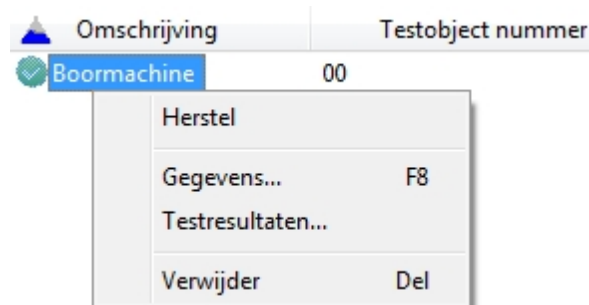 Omschrijving Testobject nummer
Boormachine 00
Herstel
Gegevens... F8
Testresultaten...
Verwijder Del